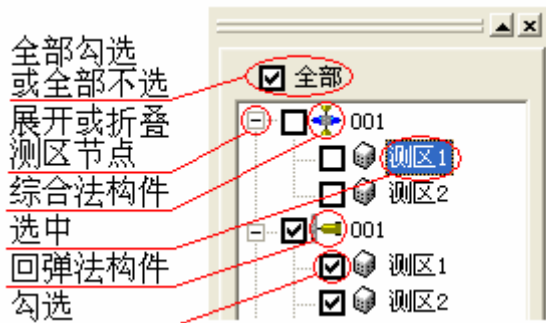 全部勾选
或全部不选
展开或折叠
测区节点
综合法构件
选中
回弹法构件
勾选
全部
001
测区1
测区2
001
测区1
测区2